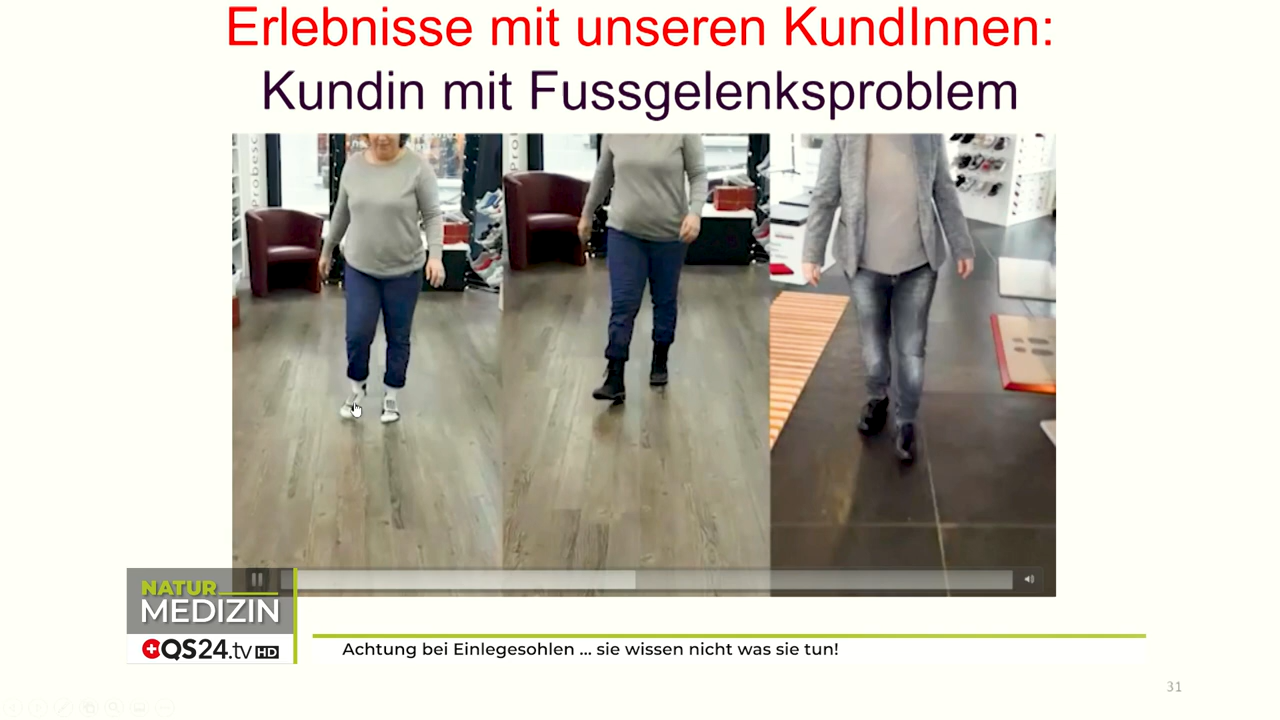 Erlebnisse mit unseren KundInnen:
Kundin mit Fussgelenksproblem
NATUR
MEDIZIN
QS24.tv HD
Achtung bei Einlegesohlen ... sie wissen nicht was sie tun!
31